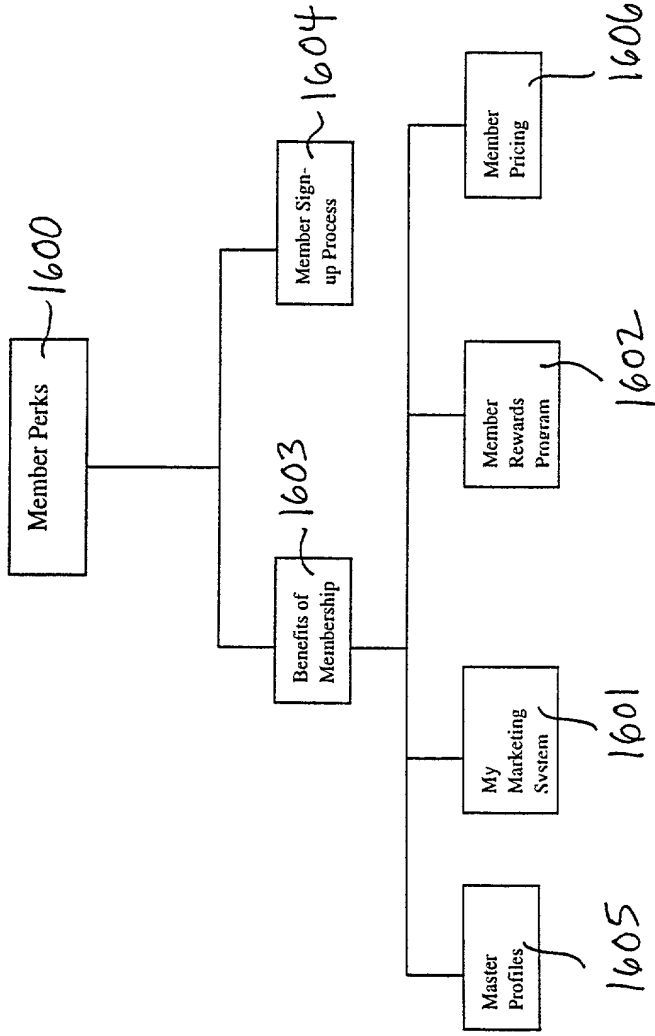 Member Perks
1600
Benefits of
Membership
1603
Member Sign-
up Process
1604
Master
Profiles
1605
My
Marketing
System
1601
Member
Rewards
Program
1602
Member
Pricing
1606